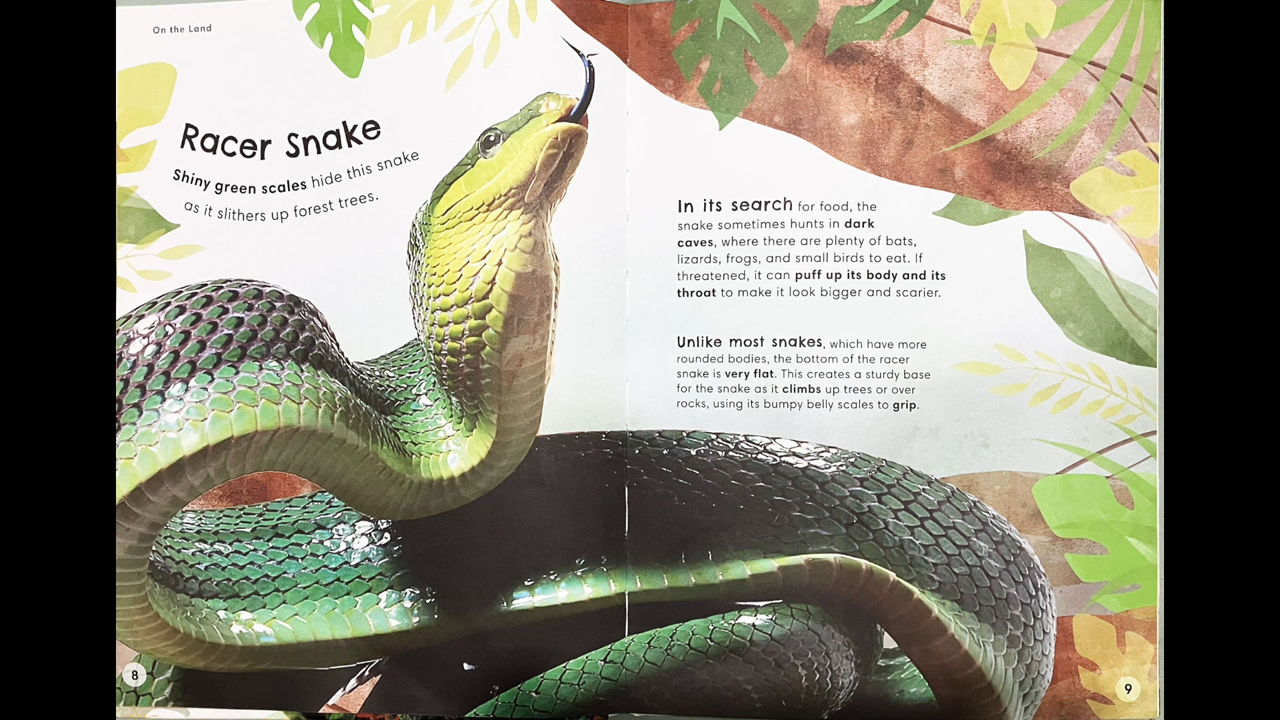 On the Land
Racer Snake
Shiny green scales hide this snake
as it slithers up forest trees.
In its search for food, the
snake sometimes hunts in dark
caves, where there are plenty of bats,
lizards, frogs, and small birds to eat. If
threatened, it can puff up its body and its
throat to make it look bigger and scarier.
Unlike most snakes, which have more
rounded bodies, the bottom of the racer
snake is very flat. This creates a sturdy base
for the snake as it climbs up trees or over
rocks, using its bumpy belly scales to grip.
8
9